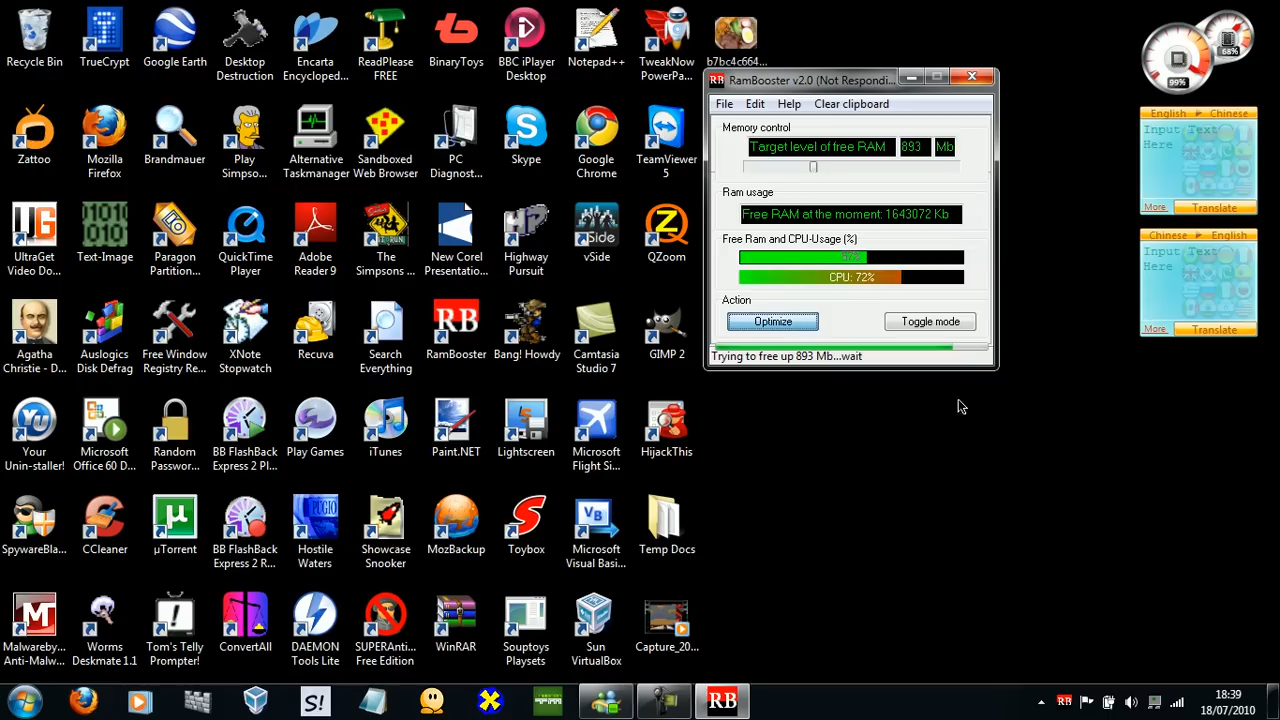 Recycle Bin
TrueCrypt
Google Earth
Desktop
Destruction
Encarta
Encycloped...
ReadPlease
FREE
BinaryToys
BBC iPlayer
Desktop
Notepad++
TweakNow
PowerPa...
b7bc4c664...
Zattoo
Mozilla
Firefox
Brandmauer
Play
Simpso...
Alternative
Taskmanager
Sandboxed
Web Browser
PC
Diagnost...
Skype
Google
Chrome
TeamViewer
5
UltraGet
Video Do...
Text-Image
Paragon
Partition...
QuickTime
Player
Adobe
Reader 9
The
Simpsons ...
New Corel
Presentatio...
Highway
Pursuit
vSide
QZoom
Agatha
Christie - D...
Auslogics
Disk Defrag
Free Window
Registry Re...
XNote
Stopwatch
Recuva
Search
Everything
RamBooster
Bang! Howdy
Camtasia
Studio 7
GIMP 2
Your
Unin-staller!
Microsoft
Office 60 D...
Random
Passwor...
BB FlashBack
Express 2 Pl...
Play Games
iTunes
Paint.NET
Lightscreen
Microsoft
Flight Si...
HijackThis
SpywareBla...
CCleaner
µTorrent
BB FlashBack
Express 2 R...
Hostile
Waters
Showcase
Snooker
MozBackup
Toybox
Microsoft
Visual Basi...
Temp Docs
Malwareby...
Anti-Malw...
Worms
Deskmate 1.1
Tom's Telly
Prompter!
ConvertAll
DAEMON
Tools Lite
SUPERAnti...
Free Edition
WinRAR
Souptoys
Playsets
Sun
VirtualBox
Capture_20...
RB RamBooster v2.0 (Not Respondi...
File Edit Help Clear clipboard
Memory control
Target level of free RAM 893 Mb
Ram usage
Free RAM at the moment: 1643072 Kb
Free Ram and CPU-Usage (%)
CPU: 72%
Action
Optimize Toggle mode
Trying to free up 893 Mb...wait
68%
99%
English Chinese
Input Text
Here
More Translate
Chinese English
Input Text
Here
More Translate
S!
RB
RB
18:39
18/07/2010